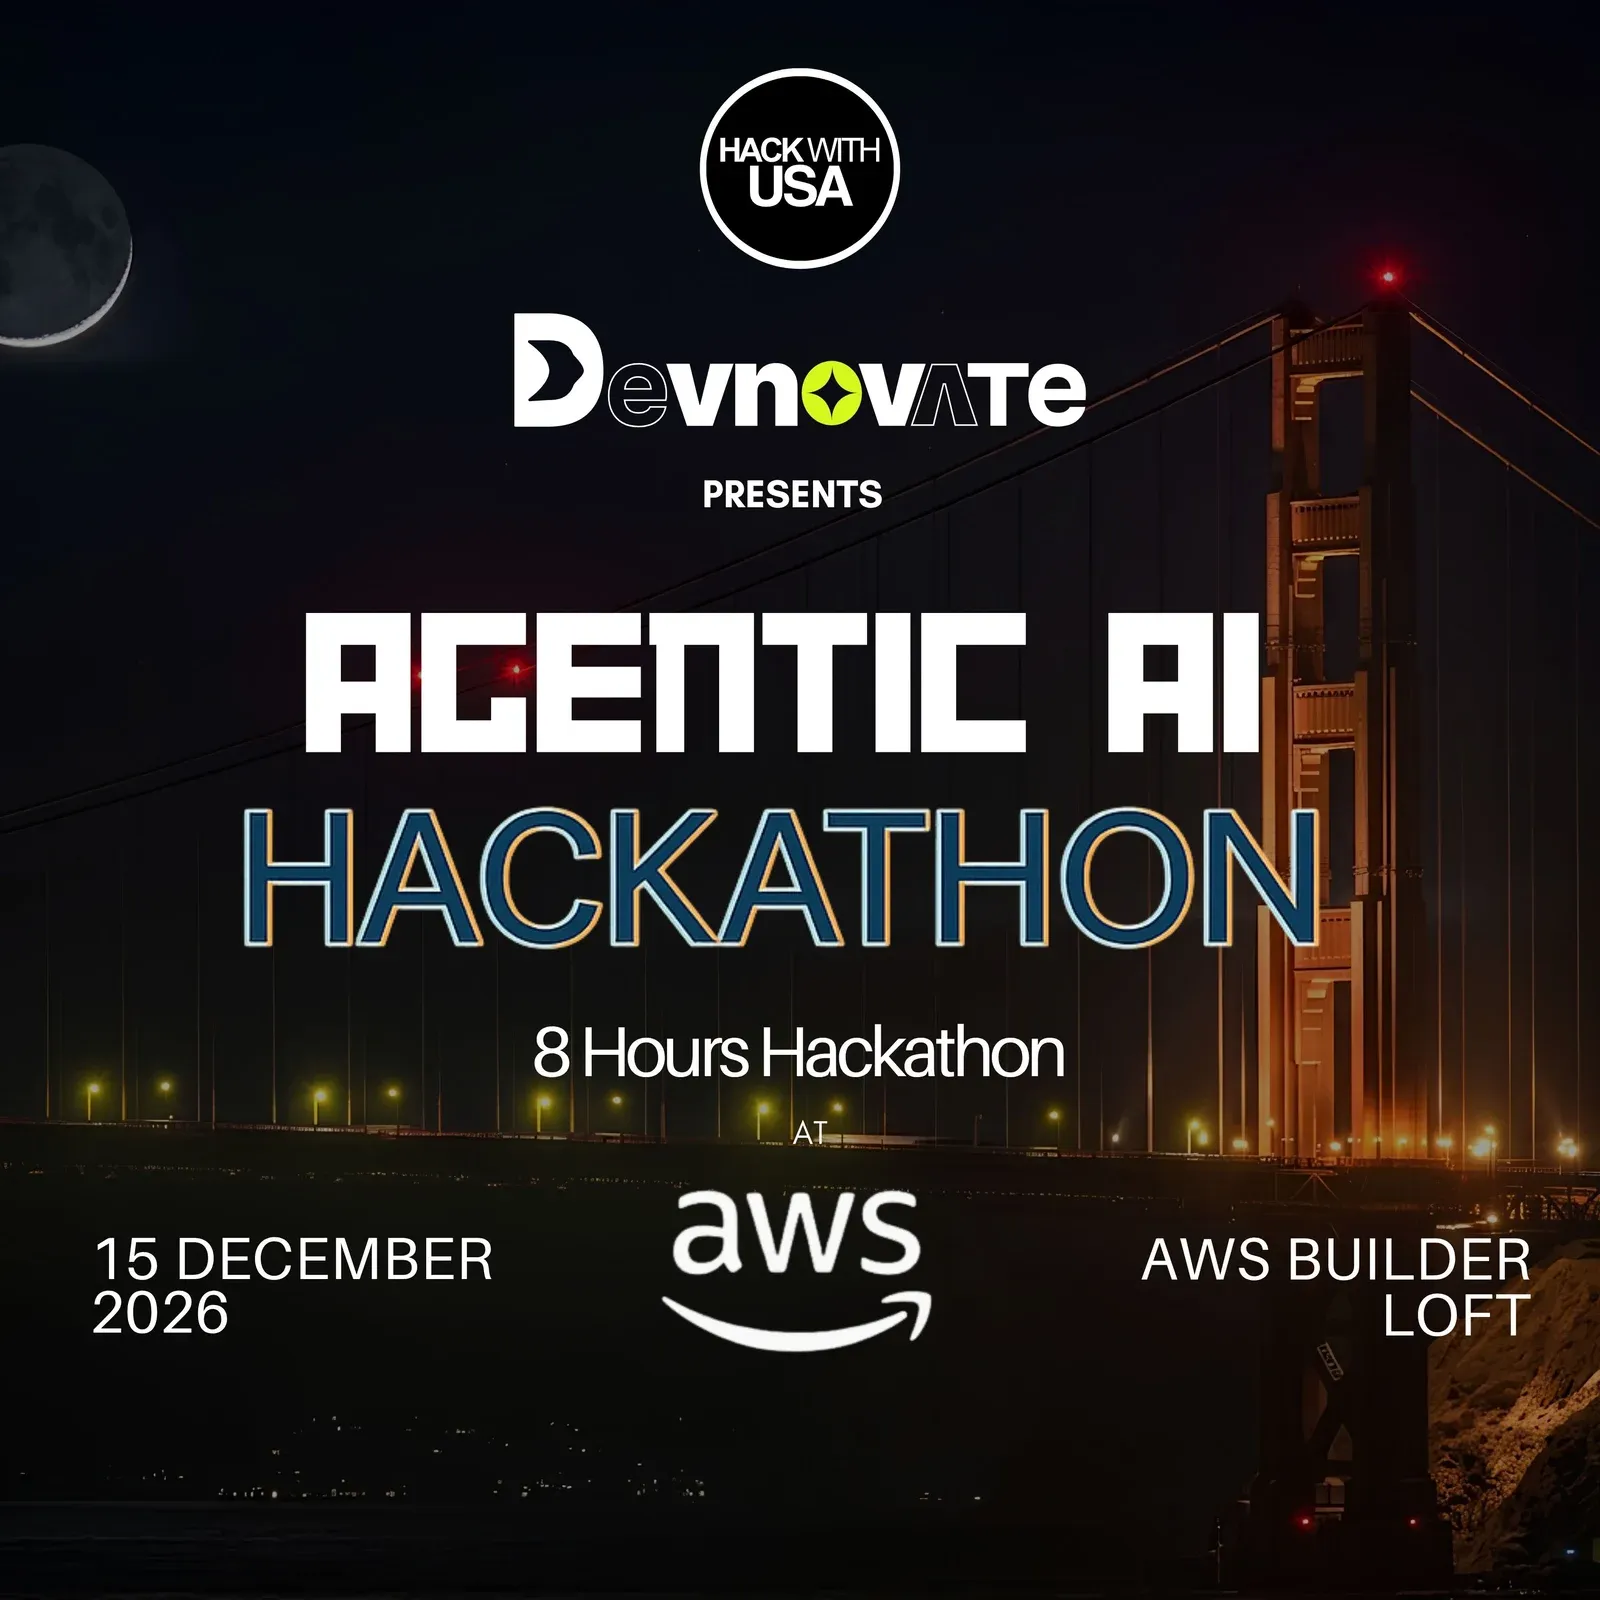 HACK WITH
USA
Devnovate
PRESENTS
AGENTIC AI
HACKATHON
8 Hours Hackathon
AT
aws
15 DECEMBER
2026
AWS BUILDER
LOFT